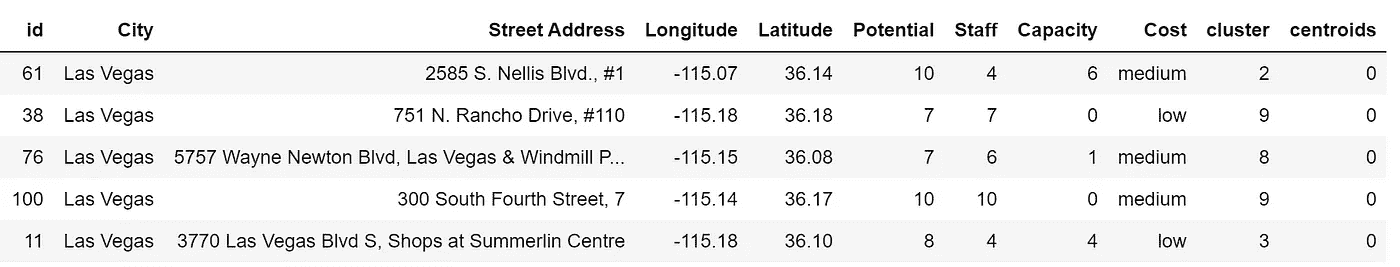 id City Street Address Longitude Latitude Potential Staff Capacity Cost cluster centroids
61 Las Vegas 2585 S. Nellis Blvd., #1 -115.07 36.14 10 4 6 medium 2 0
38 Las Vegas 751 N. Rancho Drive, #110 -115.18 36.18 7 7 0 low 9 0
76 Las Vegas 5757 Wayne Newton Blvd, Las Vegas & Windmill P... -115.15 36.08 7 6 1 medium 8 0
100 Las Vegas 300 South Fourth Street, 7 -115.14 36.17 10 10 0 medium 9 0
11 Las Vegas 3770 Las Vegas Blvd S, Shops at Summerlin Centre -115.18 36.10 8 4 4 low 3 0